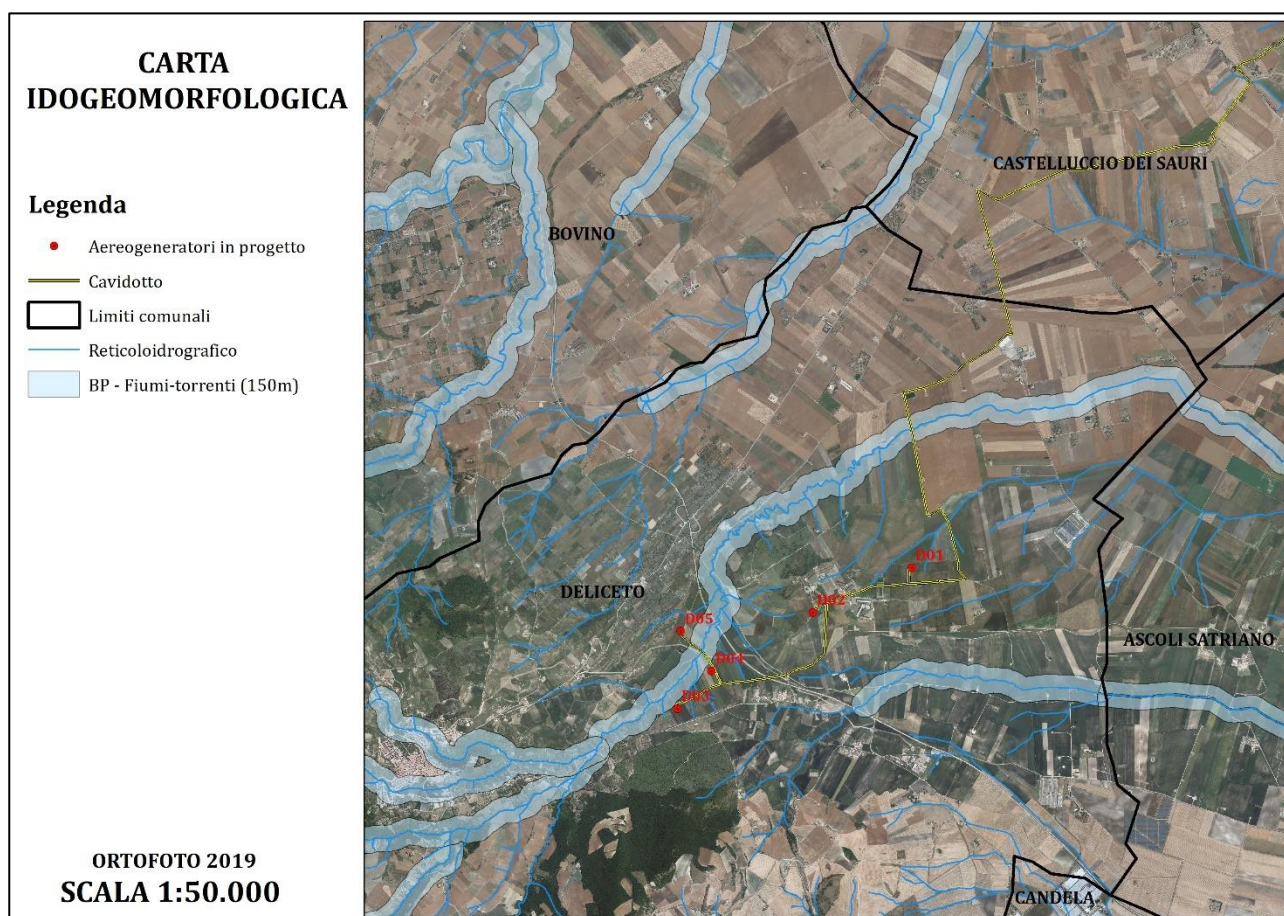 CARTA
IDOGEOMORFOLOGICA
Legenda
Aereogeneratori in progetto
Cavidotto
Limiti comunali
Reticoloidrografico
BP - Fiumi-torrenti (150m)
ORTOFOTO 2019
SCALA 1:50.000
CASTELLUCCIO DEI SAURI
BOVINO
D01
DELICETO
D02
D05
ASCOLI SATRIANO
D04
D03
CANDELA